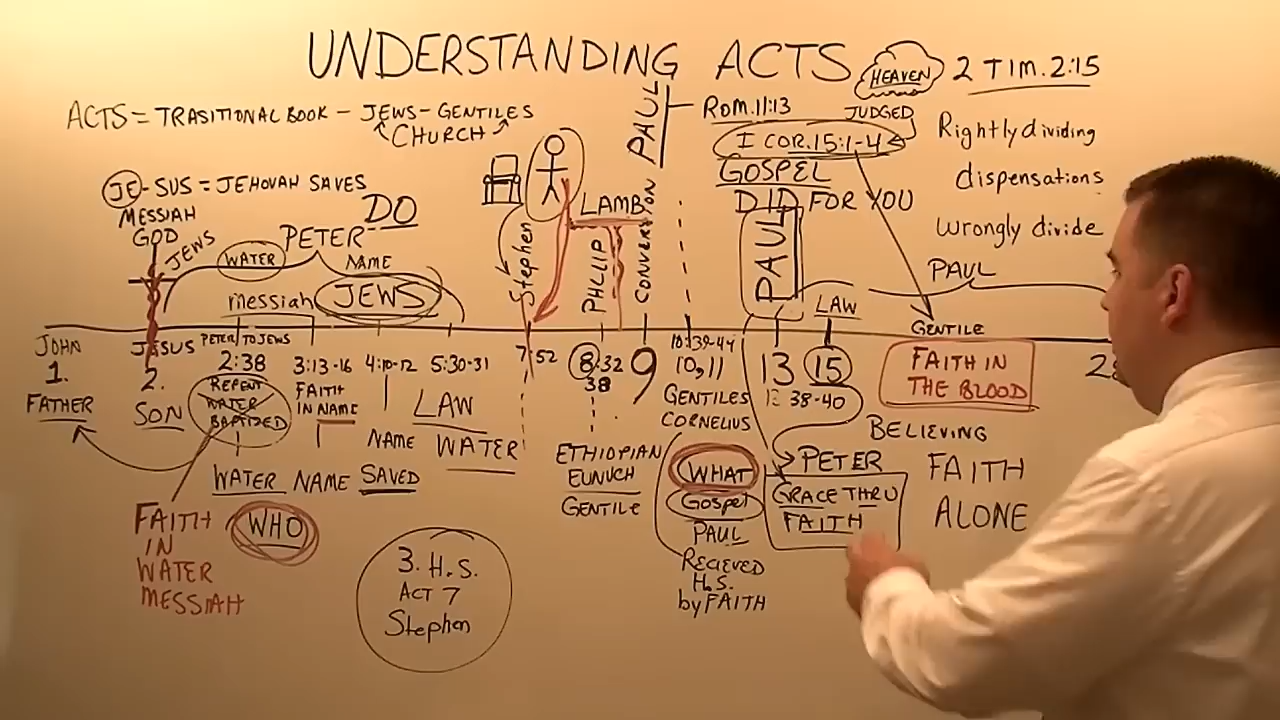 UNDERSTANDING ACTS
HEAVEN
2 TIM. 2:15
ACTS = TRASITIONAL BOOK - JEWS - GENTILES
CHURCH
PAUL
Rom. 11:13
JUDGED
I COR. 15:1-4
GOSPEL
DID FOR YOU
Rightly dividing
dispensations
wrongly divide
JE-SUS = JEHOVAH SAVES
MESSIAH
GOD
JEWS
DO
PETER
WATER
NAME
messiah
JEWS
Stephen
LAMB
PHLIP
CONVERSION
PAUL
LAW
PAUL
GENTILE
JOHN
1.
FATHER
JASUS
2.
SON
PETER TO JEWS
2:38
REPENT
WATER
BAPTIZED
WATER
3:13-16
FAITH
IN NAME
NAME
4:10-12
NAME
SAVED
5:30-31
LAW
WATER
7:52
8:32
38
ETHIOPIAN
EUNUCH
GENTILE
9
10:39-44
10,11
GENTILES
CORNELIUS
WHAT
Gospel
PAUL
RECIEVED
H.S.
by FAITH
13
38-40
15
PETER
GRACE THRU
FAITH
FAITH IN
THE BLOOD
BELIEVING
FAITH
ALONE
FAITH
IN
WATER
MESSIAH
WHO
3. H.S.
ACT 7
Stephen